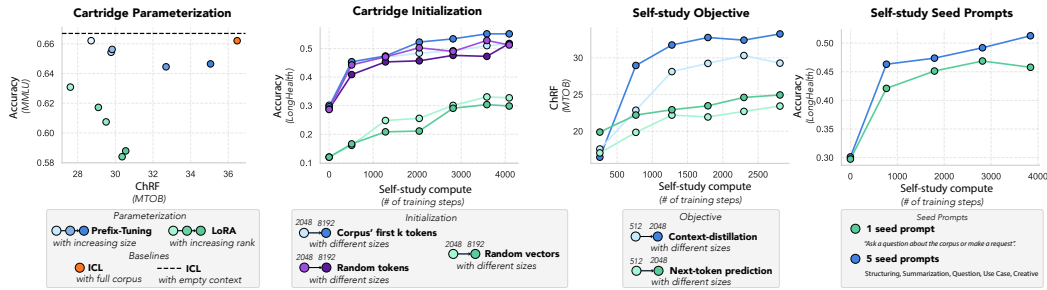 Cartridge Parameterization
Accuracy
(MMLU)
0.66
0.64
0.62
0.60
0.58
28
30
32
34
36
ChRF
(MTOB)
Parameterization
Prefix-Tuning
with increasing size
LoRA
with increasing rank
Baselines
ICL
with full corpus
ICL
with empty context
Cartridge Initialization
Accuracy
(LongHealth)
0.5
0.4
0.3
0.2
0.1
0
1000
2000
3000
4000
Self-study compute
(# of training steps)
Initialization
2048 8192
Corpus' first k tokens
with different sizes
2048 8192
Random vectors
with different sizes
2048 8192
Random tokens
with different sizes
Self-study Objective
ChRF
(MTOB)
30
25
20
500
1000
1500
2000
2500
Self-study compute
(# of training steps)
Objective
512 2048
Context-distillation
with different sizes
512 2048
Next-token prediction
with different sizes
Self-study Seed Prompts
Accuracy
(LongHealth)
0.50
0.45
0.40
0.35
0.30
0
1000
2000
3000
4000
Self-study compute
(# of training steps)
Seed Prompts
1 seed prompt
"Ask a question about the corpus or make a request".
5 seed prompts
Structuring, Summarization, Question, Use Case, Creative